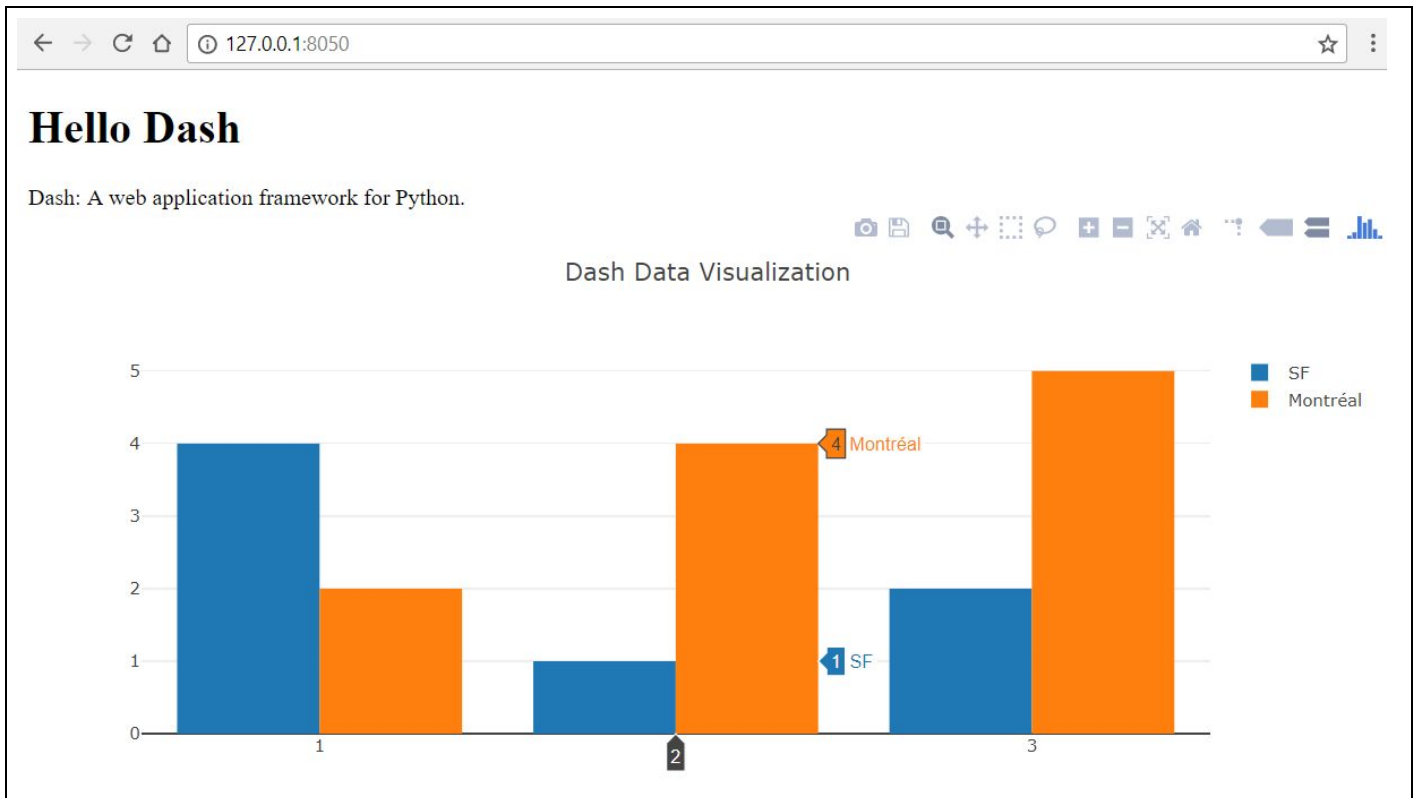 127.0.0.1:8050
Hello Dash
Dash: A web application framework for Python.
Dash Data Visualization
5
4
3
2
1
0
1
2
3
4 Montréal
1 SF
SF
Montréal